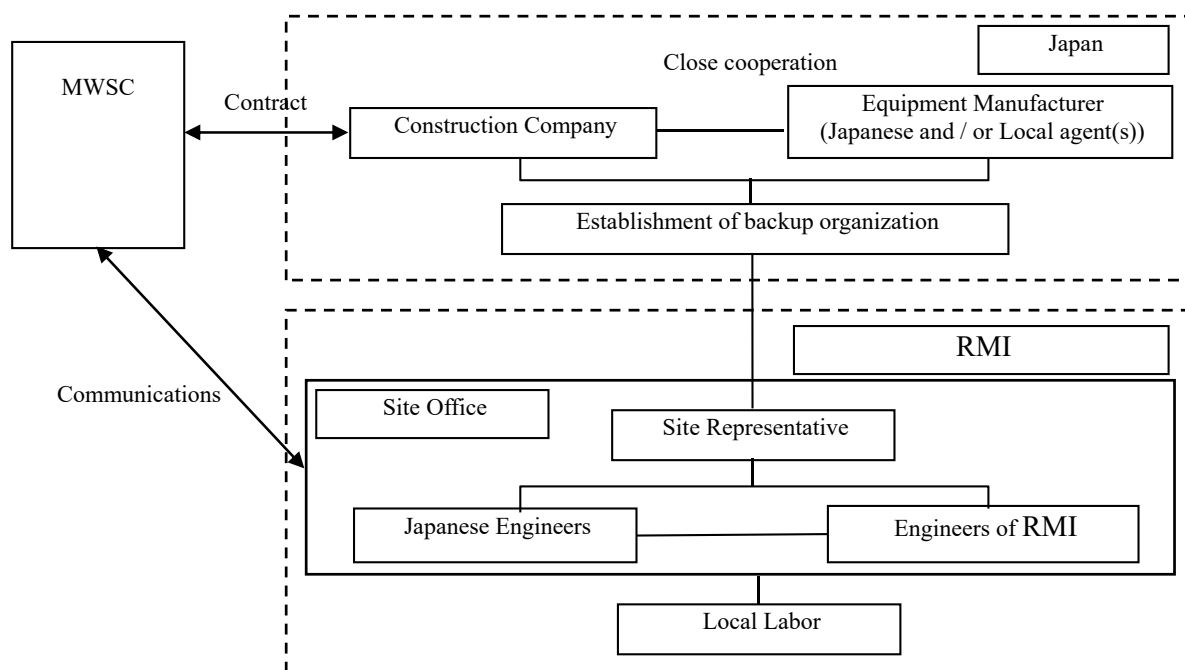 Japan
MWSC
Close cooperation
Contract
Construction Company
Equipment Manufacturer
(Japanese and / or Local agent(s))
Establishment of backup organization
RMI
Communications
Site Office
Site Representative
Japanese Engineers
Engineers of RMI
Local Labor